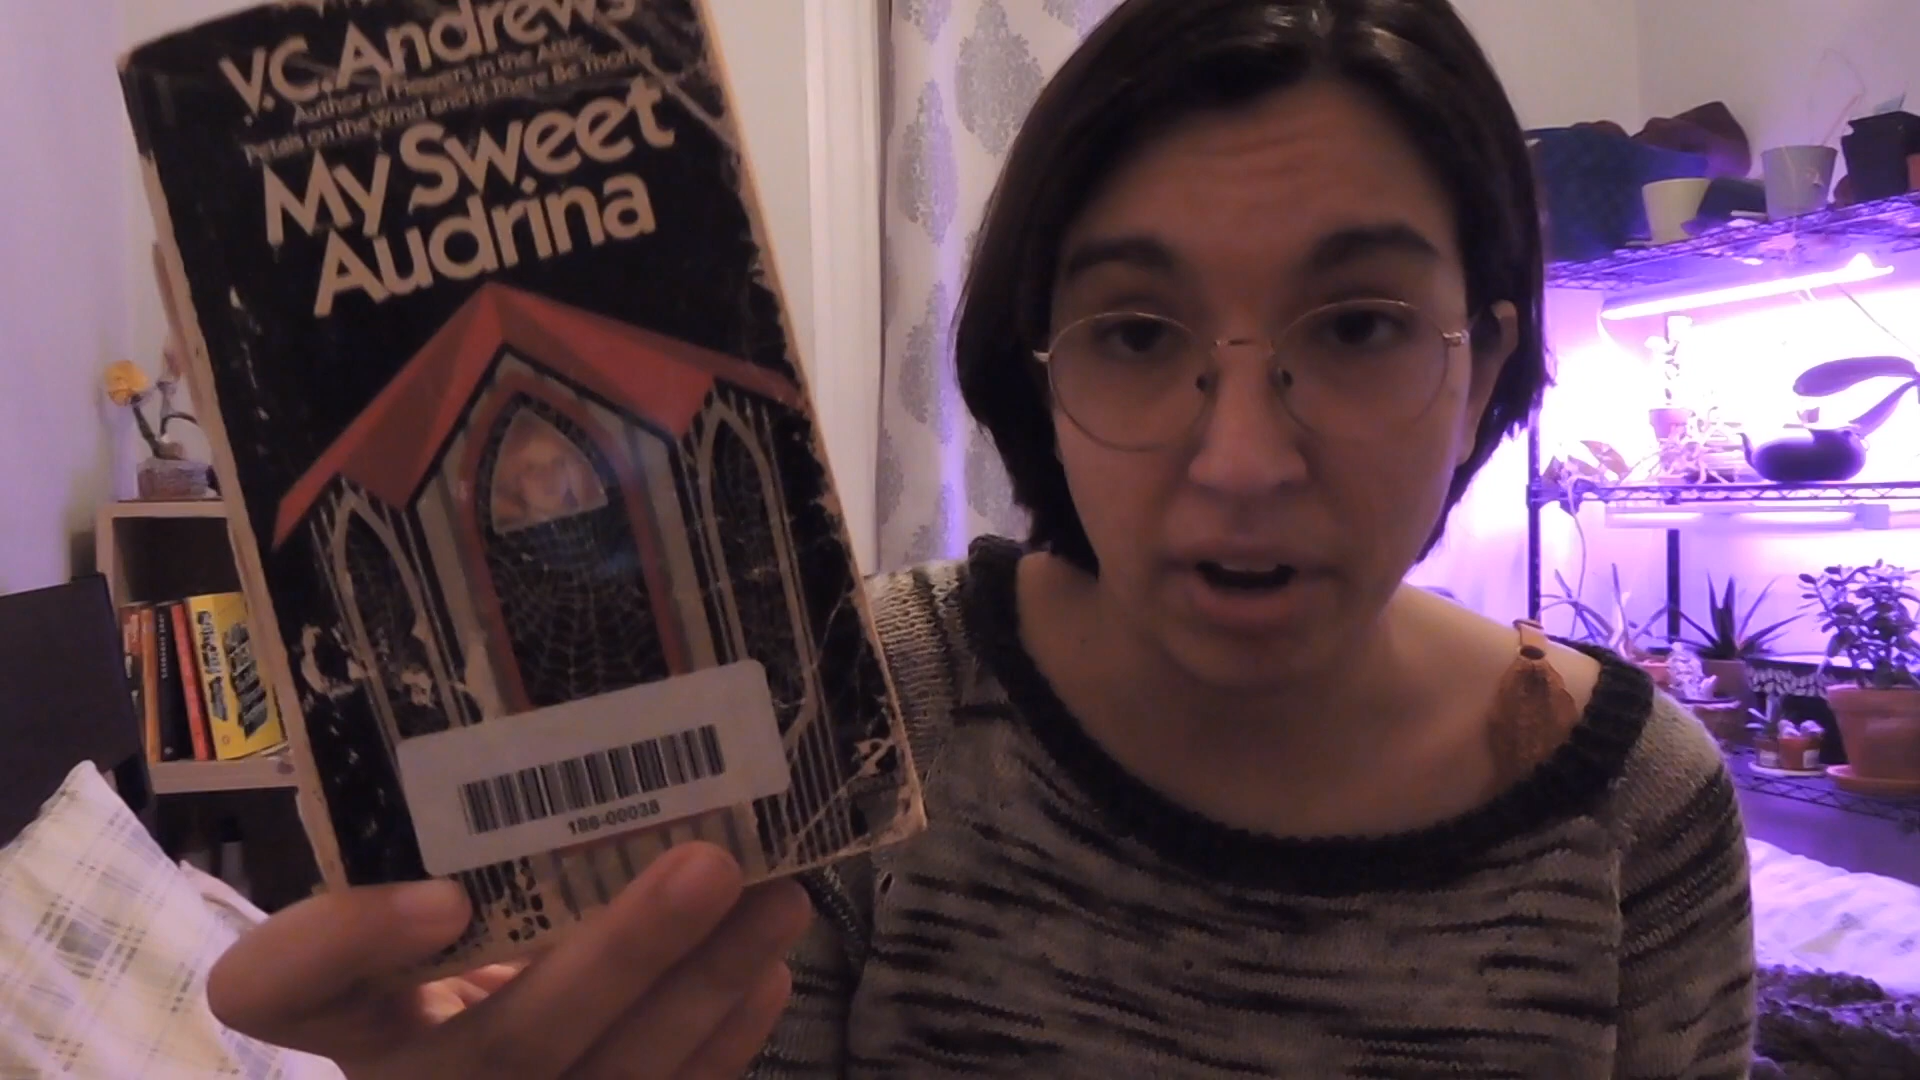 V.C. Andrews
Author of Flowers in the Attic,
Petals on the Wind and If There Be Thorns
My Sweet
Audrina
188-00038